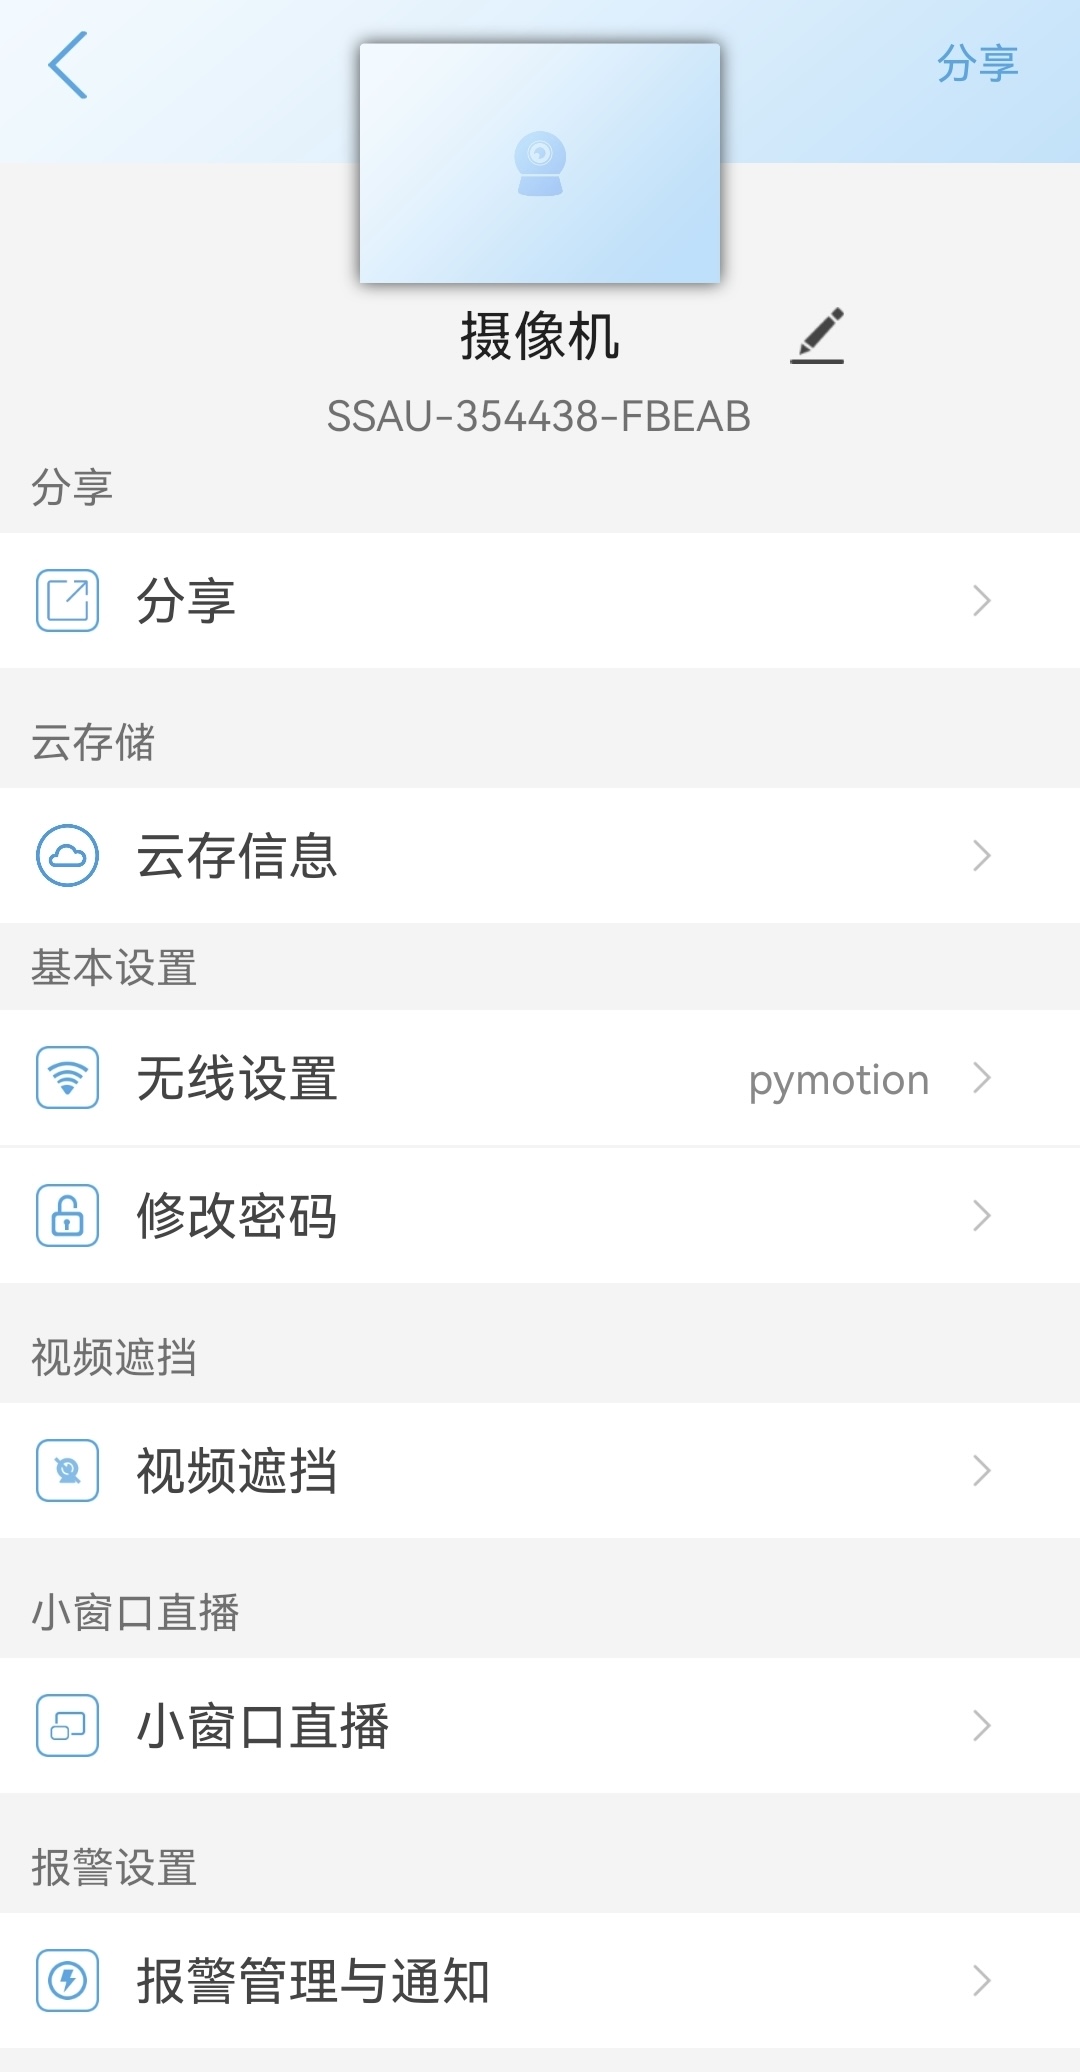 分享
摄像机
SSAU-354438-FBEAB
分享
分享
云存储
云存信息
基本设置
无线设置 pymotion
修改密码
视频遮挡
视频遮挡
小窗口直播
小窗口直播
报警设置
报警管理与通知